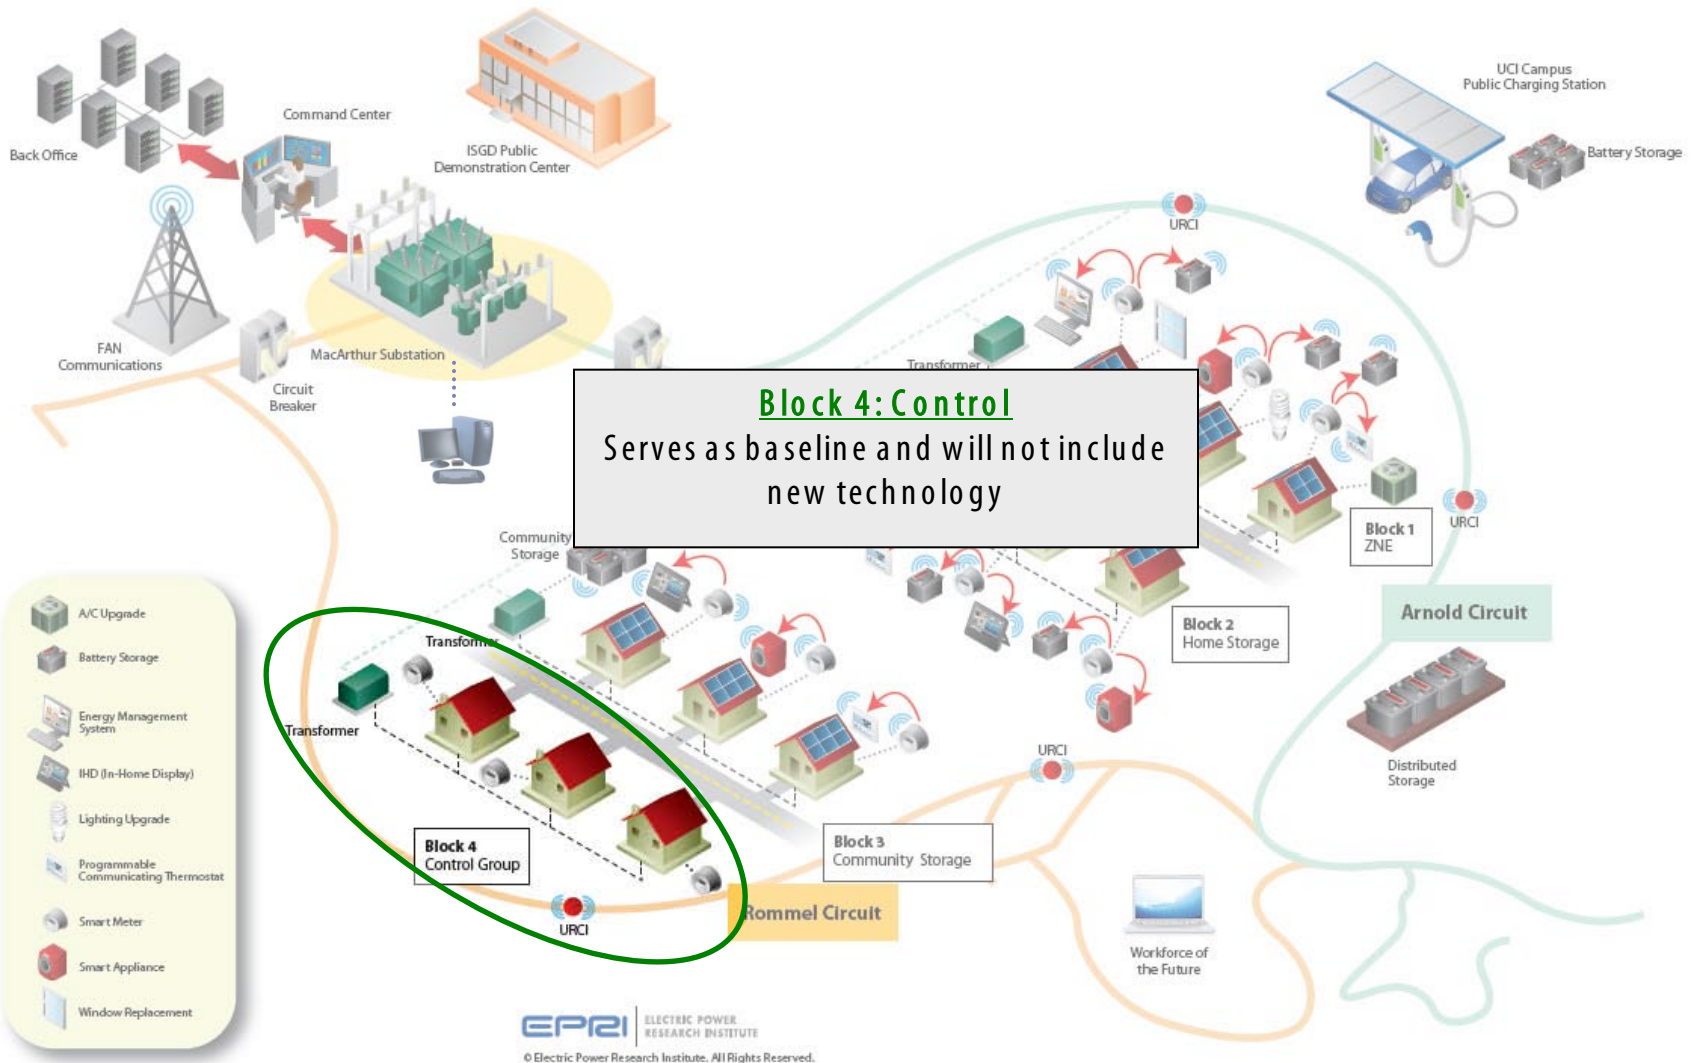 Back Office
Command Center
ISGD Public
Demonstration Center
UCI Campus
Public Charging Station
Battery Storage
URCI
FAN
Communications
MacArthur Substation
Circuit
Breaker
Transformer
Block 4: Control
Serves as baseline and will not include
new technology
Block 1
ZNE
URCI
Community
Storage
Arnold Circuit
Block 2
Home Storage
Transformer
Transformer
A/C Upgrade
Battery Storage
Energy Management
System
IHD (In-Home Display)
Lighting Upgrade
Programmable
Communicating Thermostat
Smart Meter
Smart Appliance
Window Replacement
URCI
Distributed
Storage
Block 4
Control Group
Block 3
Community Storage
Rommel Circuit
URCI
Workforce of
the Future
EPRI
ELECTRIC POWER
RESEARCH INSTITUTE
© Electric Power Research Institute. All Rights Reserved.